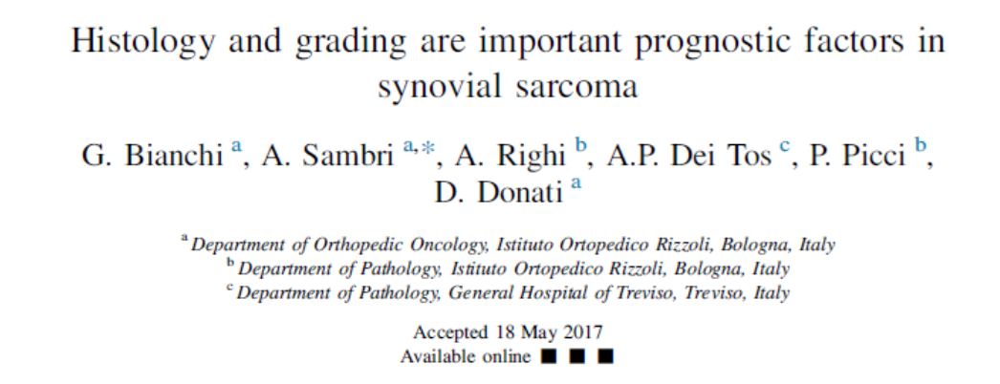 Histology and grading are important prognostic factors in
synovial sarcoma
G. Bianchi a, A. Sambri a,*, A. Righi b, A.P. Dei Tos c, P. Picci b,
D. Donati a
a Department of Orthopedic Oncology, Istituto Ortopedico Rizzoli, Bologna, Italy
b Department of Pathology, Istituto Ortopedico Rizzoli, Bologna, Italy
c Department of Pathology, General Hospital of Treviso, Treviso, Italy
Accepted 18 May 2017
Available online ■ ■ ■